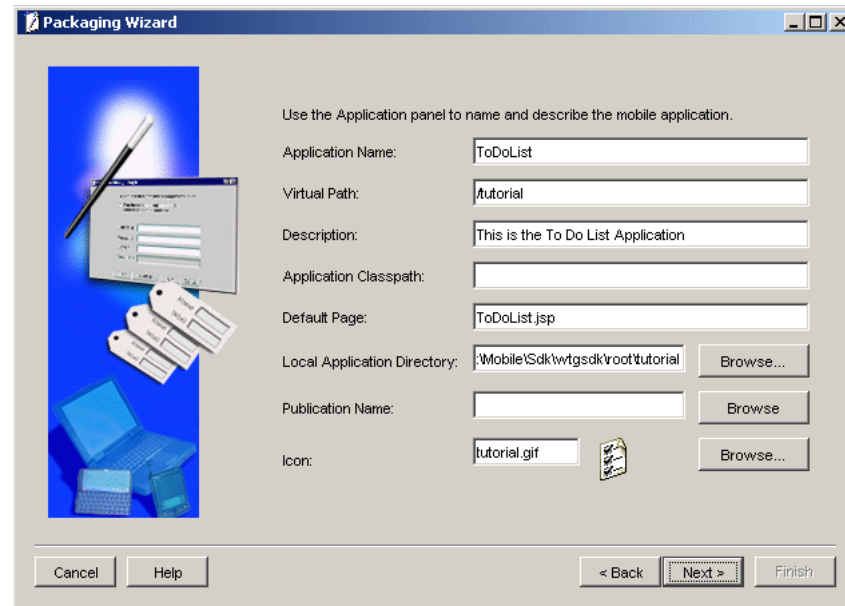 Packaging Wizard
Use the Application panel to name and describe the mobile application.
Application Name: ToDoList
Virtual Path: /tutorial
Description: This is the To Do List Application
Application Classpath:
Default Page: ToDoList.jsp
Local Application Directory: :\Mobile\Sdk\wtgsdk\root\tutorial Browse...
Publication Name: Browse
Icon: tutorial.gif Browse...
Cancel Help < Back Next > Finish